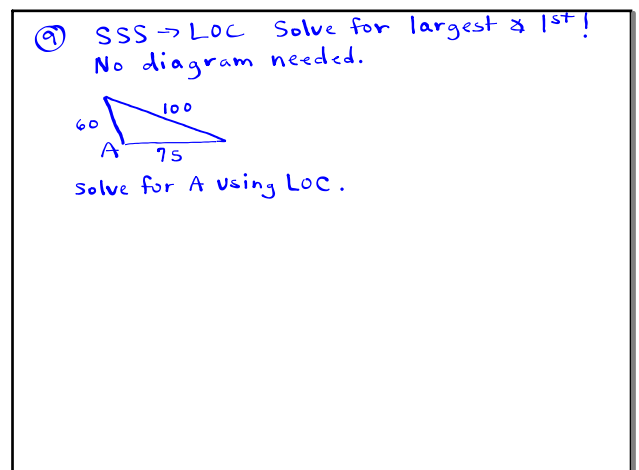 9 SSS → LOC Solve for largest ∡ 1st!
No diagram needed.
100
60
A 75
Solve for A using LOC.